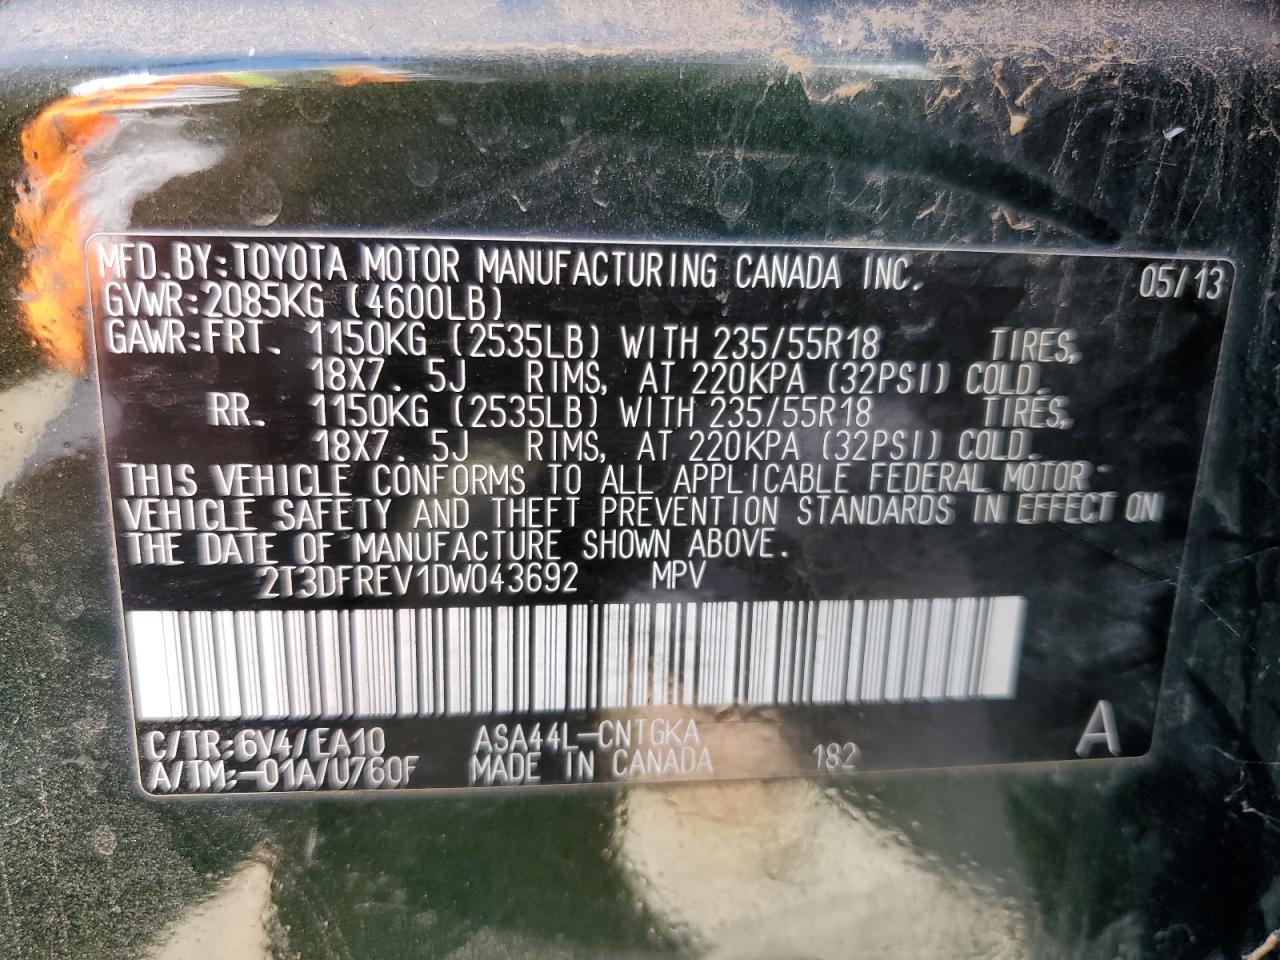 MFD.BY:TOYOTA MOTOR MANUFACTURING CANADA INC. 05/13
GVWR:2085KG (4600LB)
GAWR:FRT. 1150KG (2535LB) WITH 235/55R18 TIRES,
18X7. 5J RIMS, AT 220KPA (32PSI) COLD.
RR. 1150KG (2535LB) WITH 235/55R18 TIRES,
18X7. 5J RIMS, AT 220KPA (32PSI) COLD.
THIS VEHICLE CONFORMS TO ALL APPLICABLE FEDERAL MOTOR
VEHICLE SAFETY AND THEFT PREVENTION STANDARDS IN EFFECT ON
THE DATE OF MANUFACTURE SHOWN ABOVE.
2T3DFREV1DW043692 MPV
C/TR:6V4/EA10 ASA44L-CNTGKA
A/TM:-01A/U760F MADE IN CANADA 182 A